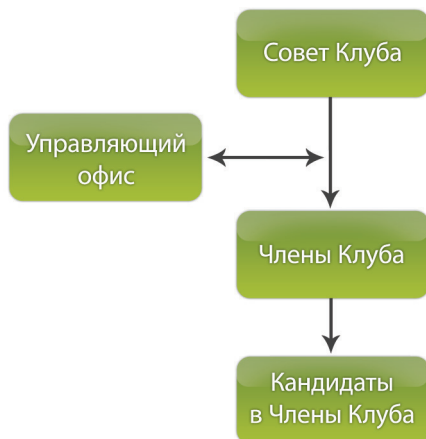 Совет Клуба
Управляющий
офис
Члены Клуба
Кандидаты
в Члены Клуба